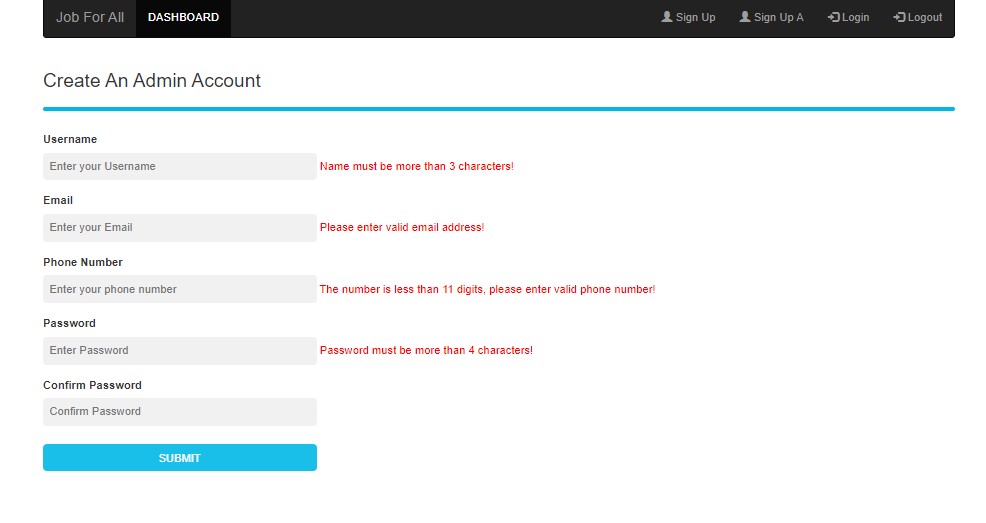 Job For All DASHBOARD Sign Up Sign Up A Login Logout
Create An Admin Account
Username
Enter your Username Name must be more than 3 characters!
Email
Enter your Email Please enter valid email address!
Phone Number
Enter your phone number The number is less than 11 digits, please enter valid phone number!
Password
Enter Password Password must be more than 4 characters!
Confirm Password
Confirm Password
SUBMIT